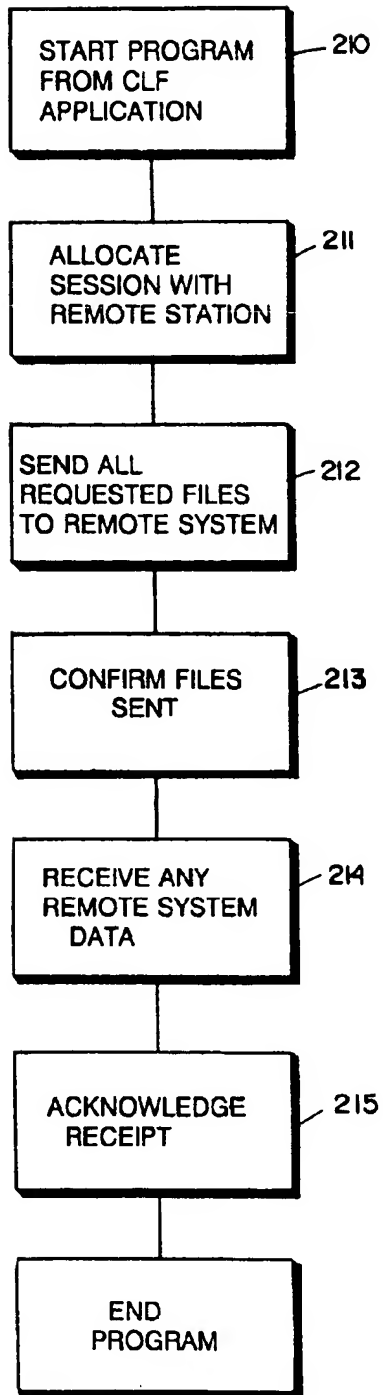 START PROGRAM
FROM CLF
APPLICATION
210
ALLOCATE
SESSION WITH
REMOTE STATION
211
SEND ALL
REQUESTED FILES
TO REMOTE SYSTEM
212
CONFIRM FILES
SENT
213
RECEIVE ANY
REMOTE SYSTEM
DATA
214
ACKNOWLEDGE
RECEIPT
215
END
PROGRAM